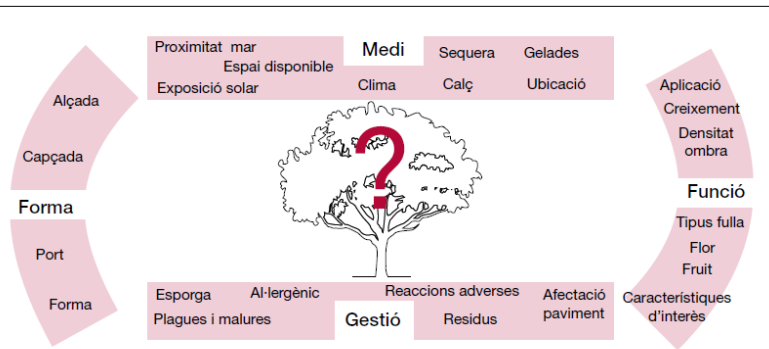 Medi
Proximitat mar
Espai disponible
Exposició solar
Clima
Sequera
Gelades
Calç
Ubicació
Alçada
Capçada
Forma
Port
Forma
?
Aplicació
Creixement
Densitat
ombra
Funció
Tipus fulla
Flor
Fruit
Característiques
d'interès
Esporga
Al·lergènic
Reaccions adverses
Afectació
paviment
Plagues i malures
Gestió
Residus